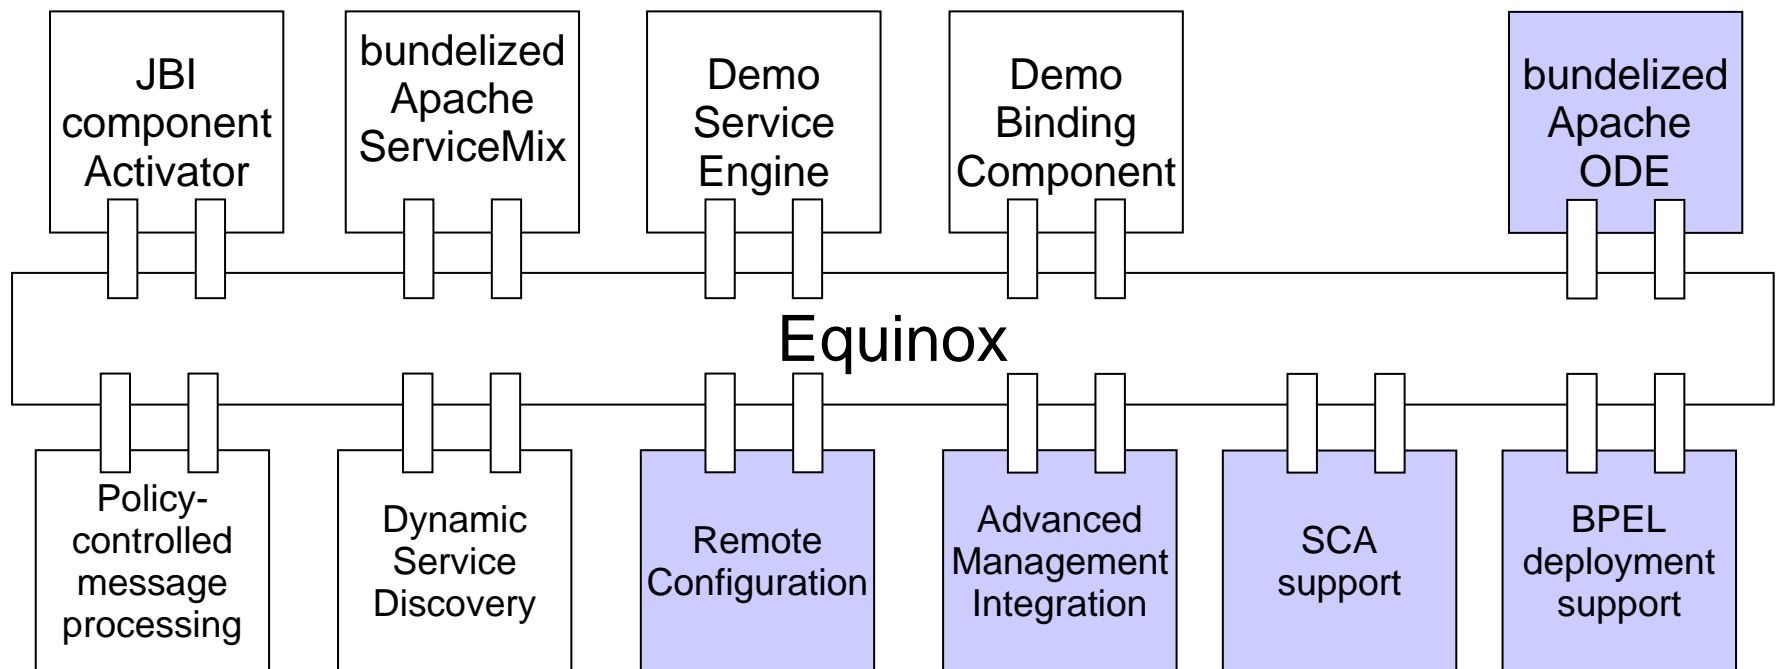 JBI
component
Activator
bundelized
Apache
ServiceMix
Demo
Service
Engine
Demo
Binding
Component
bundelized
Apache
ODE
Equinox
Policy-
controlled
message
processing
Dynamic
Service
Discovery
Remote
Configuration
Advanced
Management
Integration
SCA
support
BPEL
deployment
support